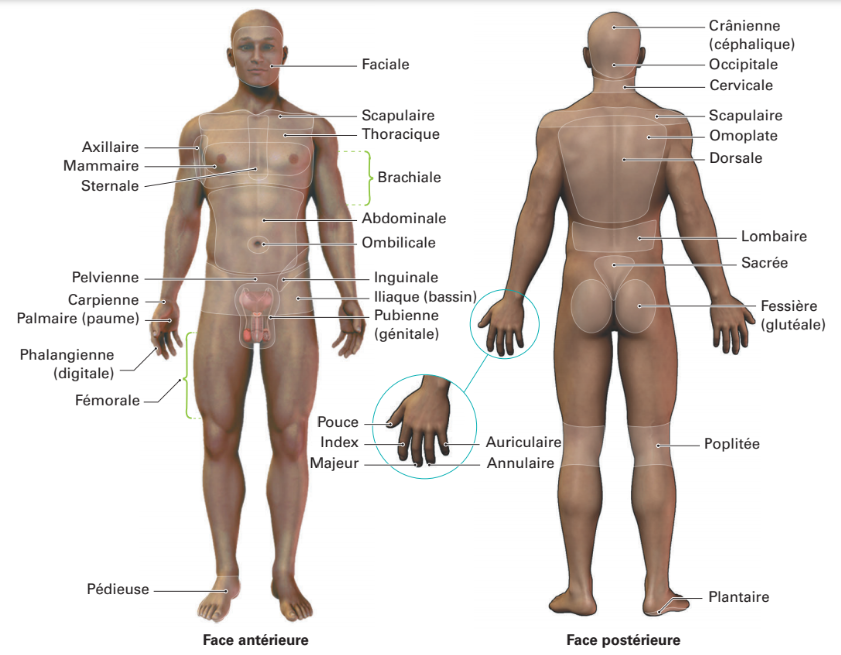 Faciale
Scapulaire
Thoracique
Axillaire
Mammaire
Sternale
Brachiale
Abdominale
Ombilicale
Pelvienne
Inguinale
Carpienne
Iliaque (bassin)
Palmaire (paume)
Pubienne
(génitale)
Phalangienne
(digitale)
Fémorale
Pédieuse
Face antérieure
Pouce
Index
Majeur
Auriculaire
Annulaire
Crânienne
(céphalique)
Occipitale
Cervicale
Scapulaire
Omoplate
Dorsale
Lombaire
Sacrée
Fessière
(glutéale)
Poplitée
Plantaire
Face postérieure